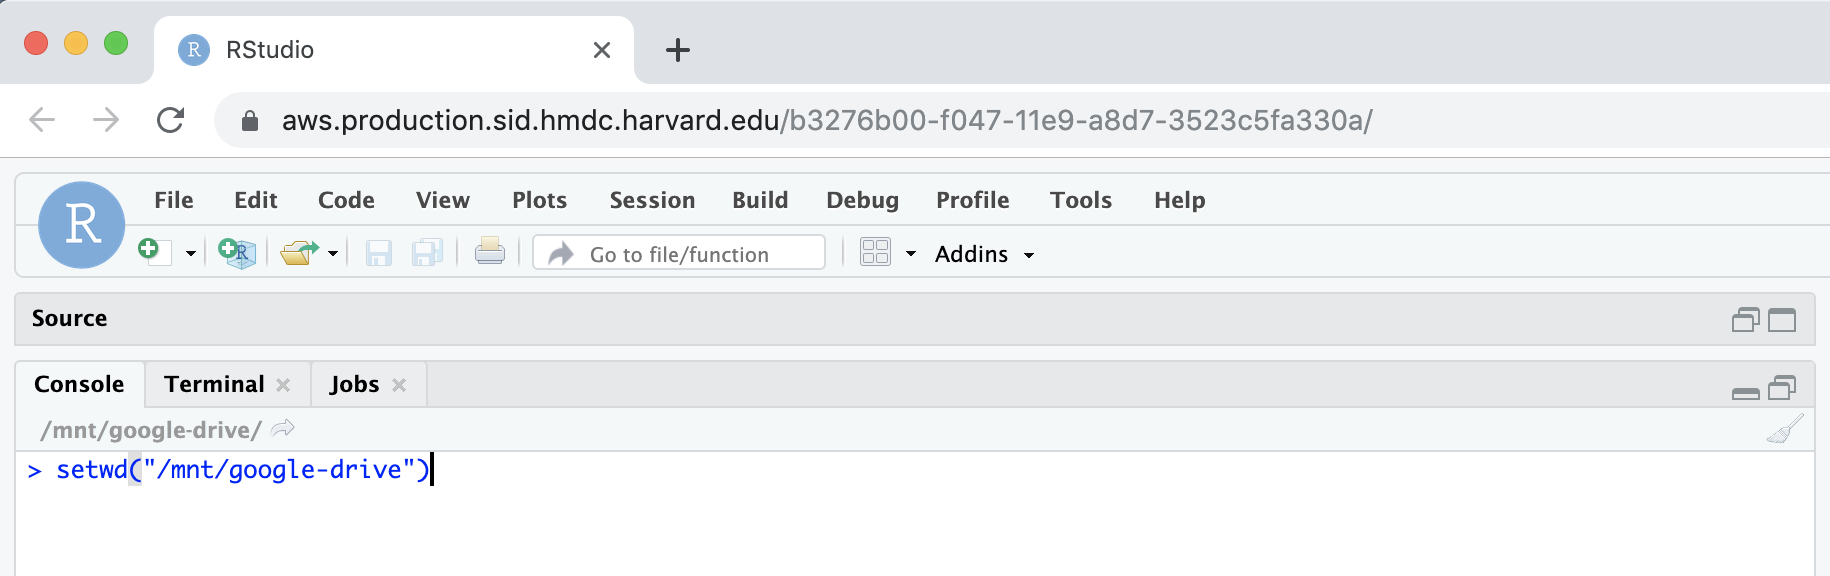 R RStudio
aws.production.sid.hmdc.harvard.edu/b3276b00-f047-11e9-a8d7-3523c5fa330a/
R File Edit Code View Plots Session Build Debug Profile Tools Help
R Go to file/function Addins
Source
Console Terminal Jobs
/mnt/google-drive/
> setwd("/mnt/google-drive")